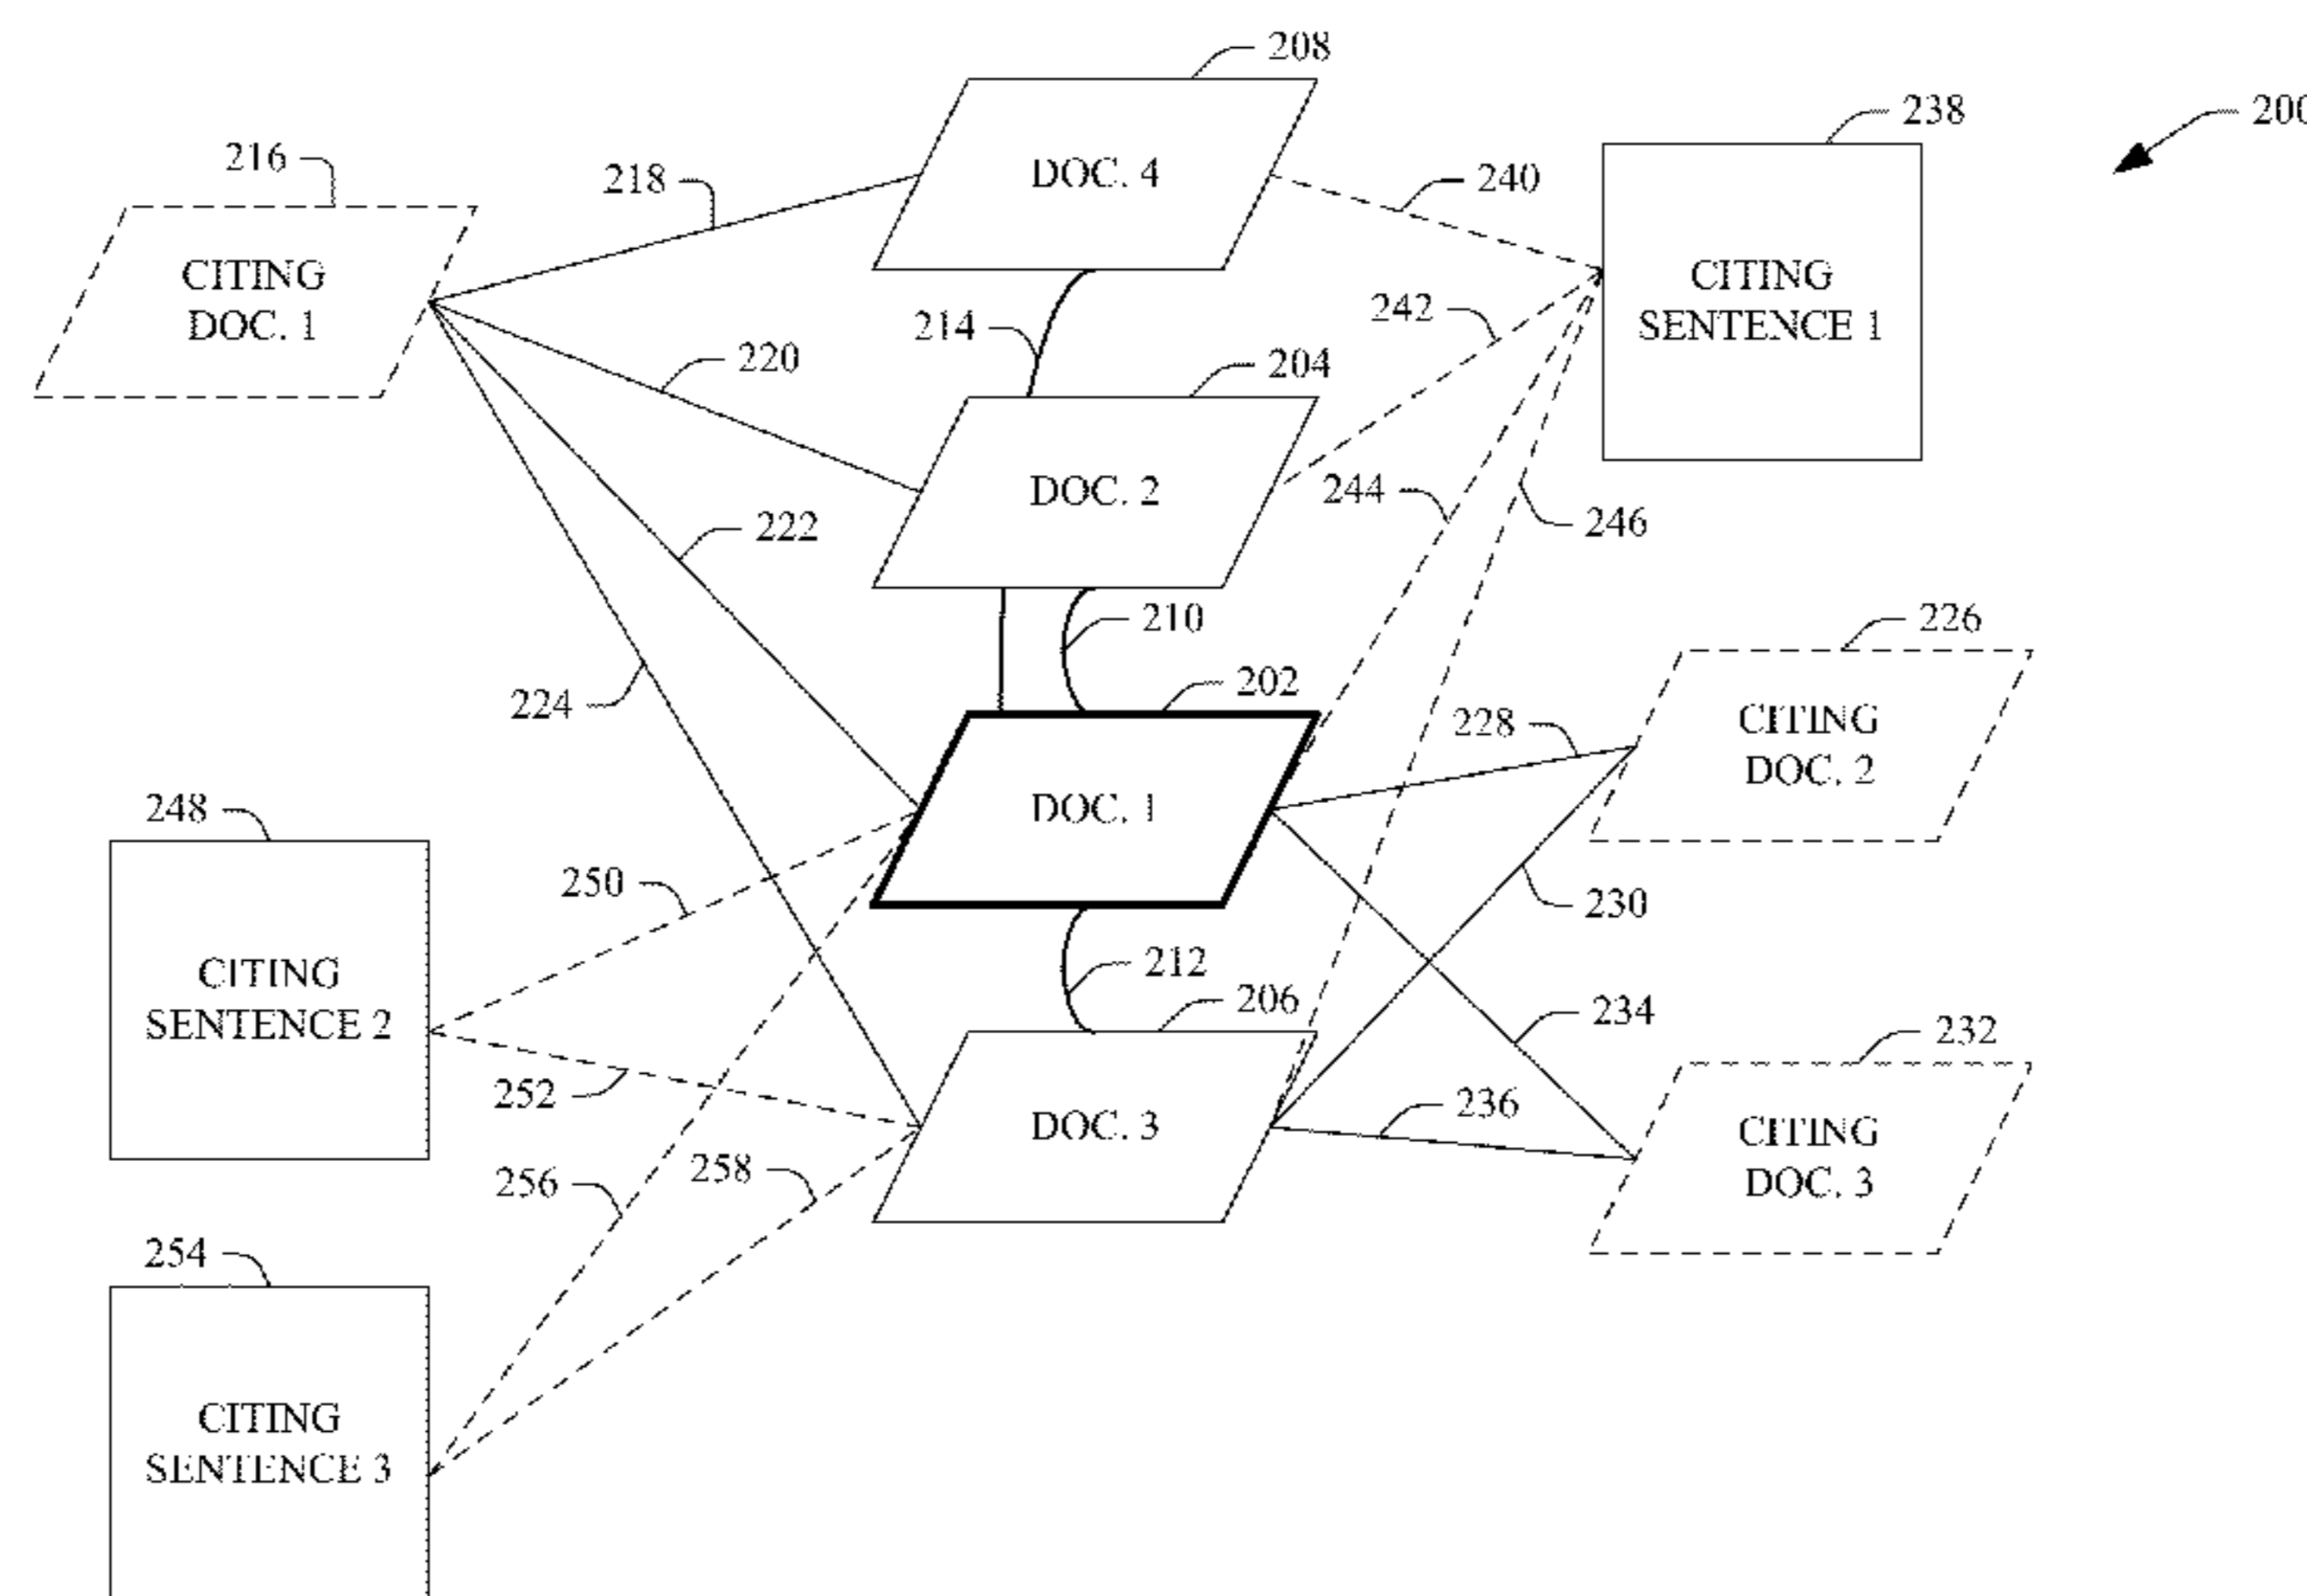 208
238
200
216
218
DOC. 4
240
CITING
DOC. 1
CITING
SENTENCE 1
214
242
220
204
DOC. 2
244
246
222
210
226
202
224
228
CITING
DOC. 2
248
DOC. 1
250
230
212
CITING
SENTENCE 2
206
234
232
252
236
DOC. 3
CITING
DOC. 3
256
258
254
CITING
SENTENCE 3